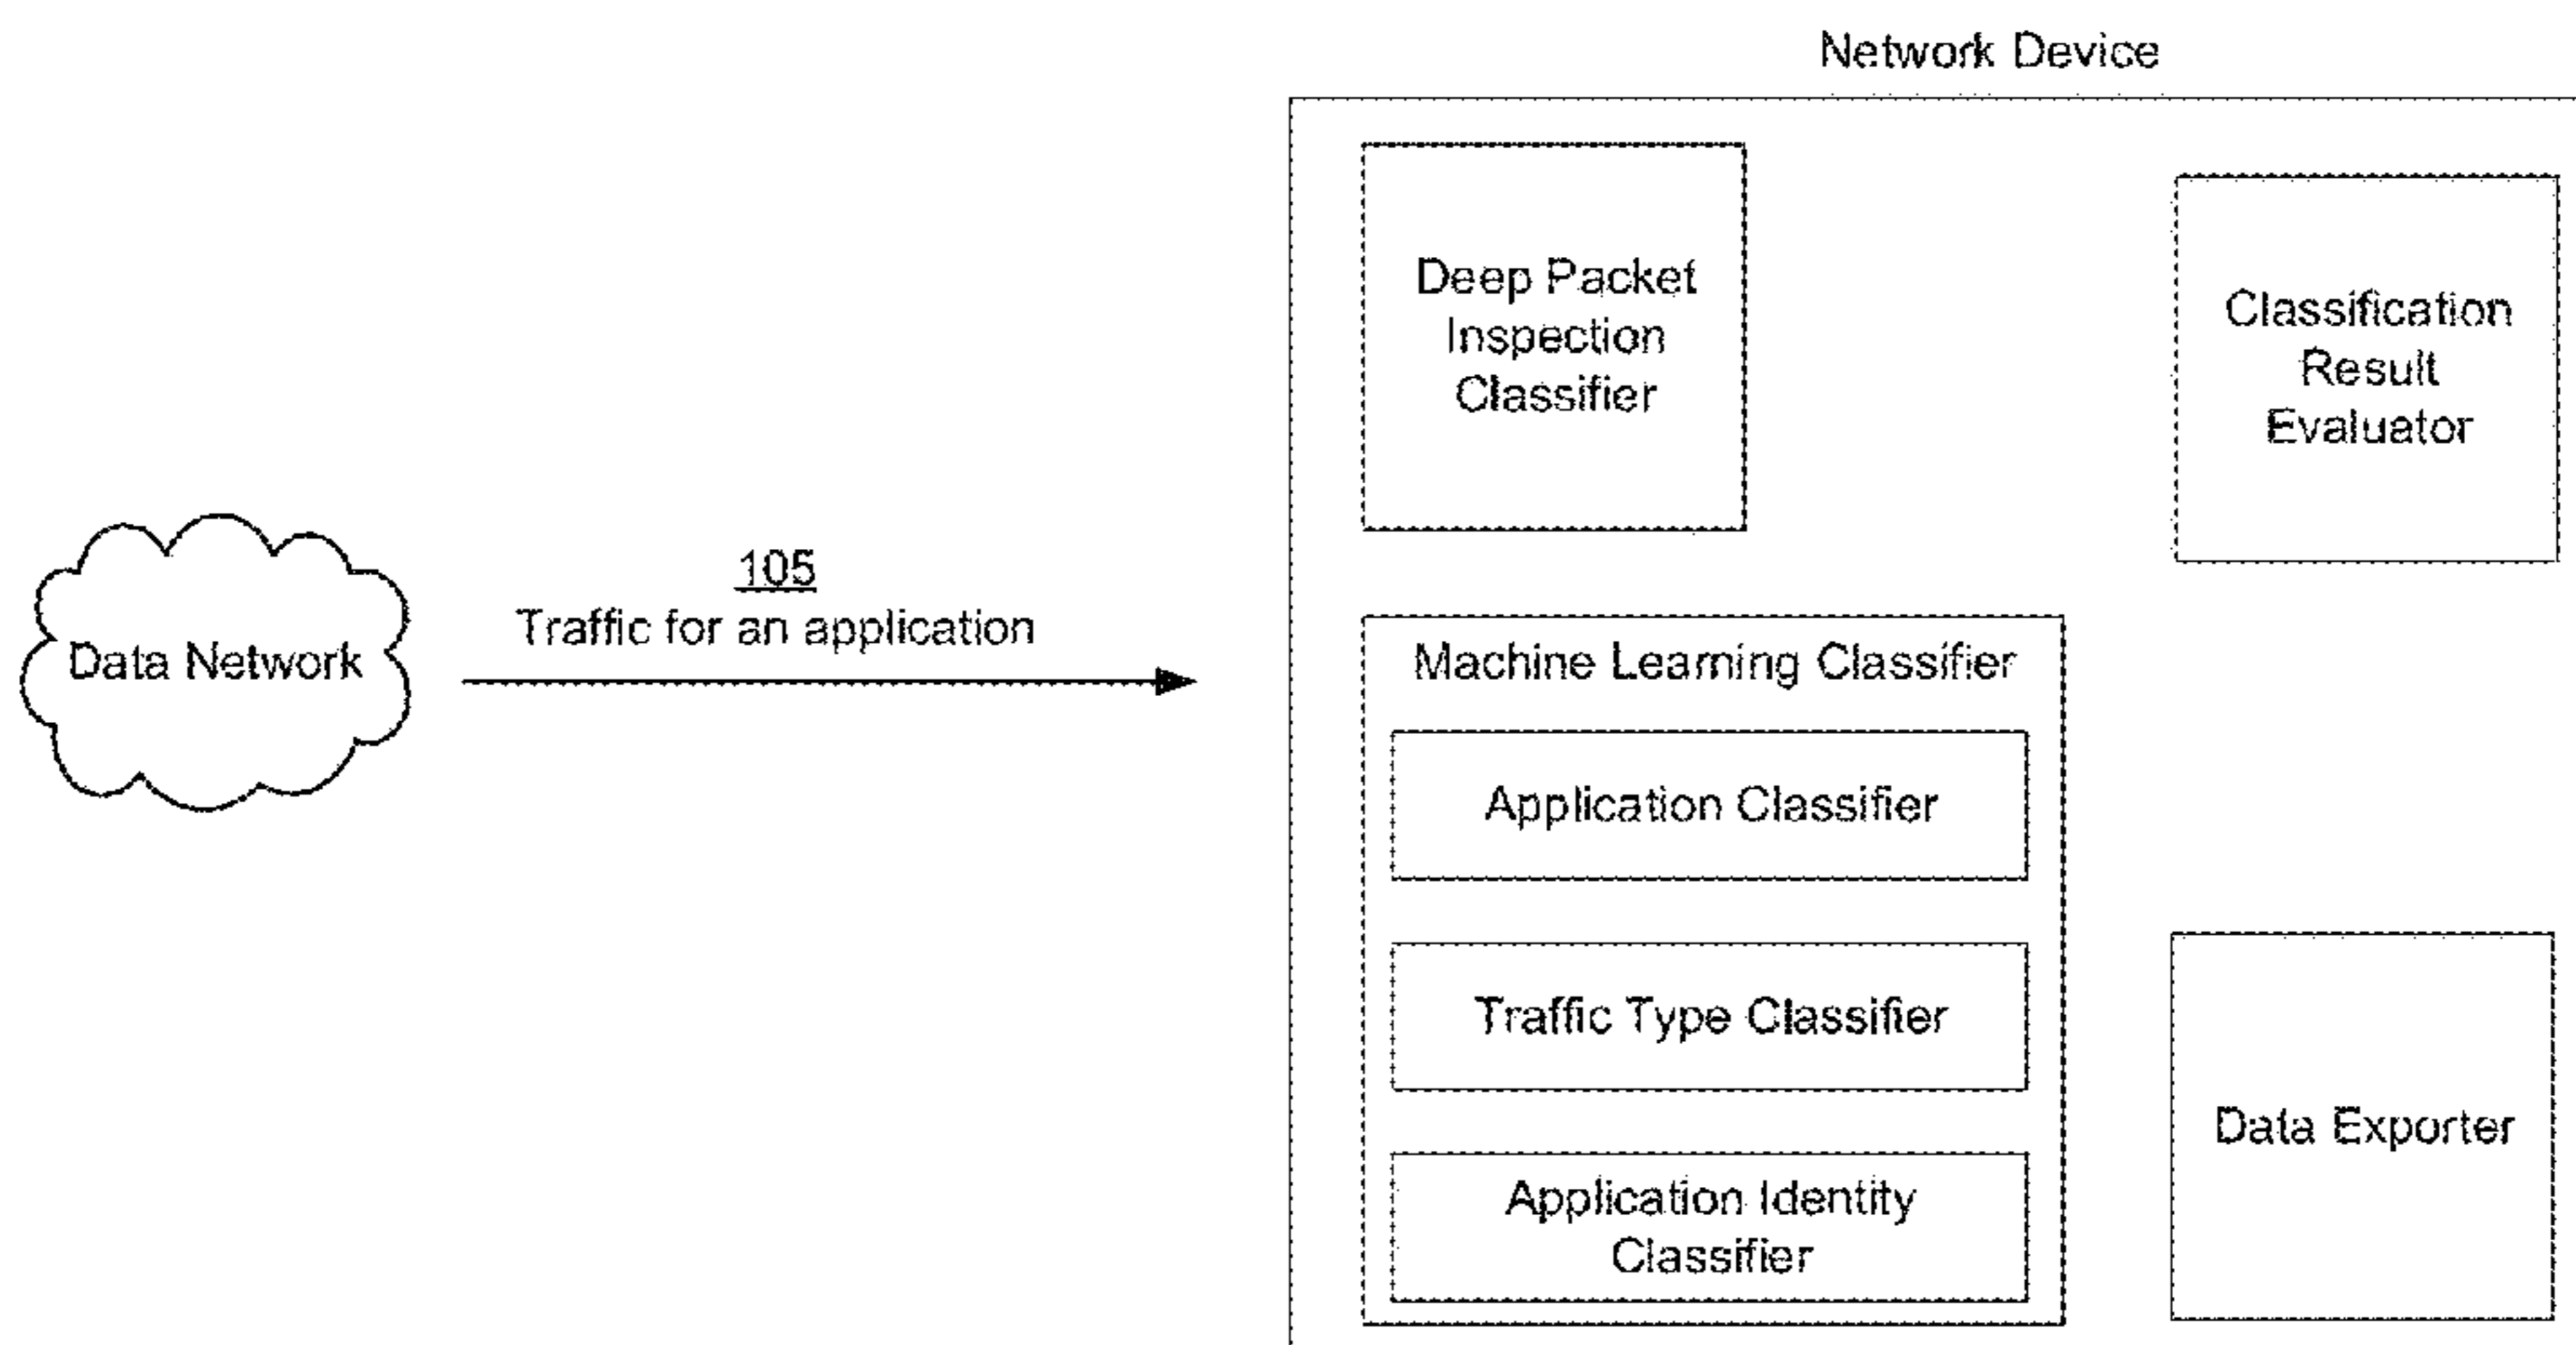 Network Device
Deep Packet
Inspection
Classifier
Classification
Result
Evaluator
105
Traffic for an application
Data Network
Machine Learning Classifier
Application Classifier
Traffic Type Classifier
Application Identity
Classifier
Data Exporter